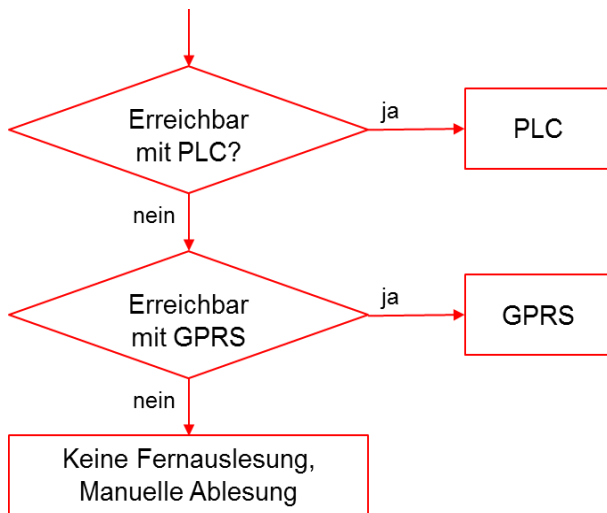 Erreichbar
mit PLC?
ja
PLC
nein
Erreichbar
mit GPRS
ja
GPRS
nein
Keine Fernauslesung,
Manuelle Ablesung